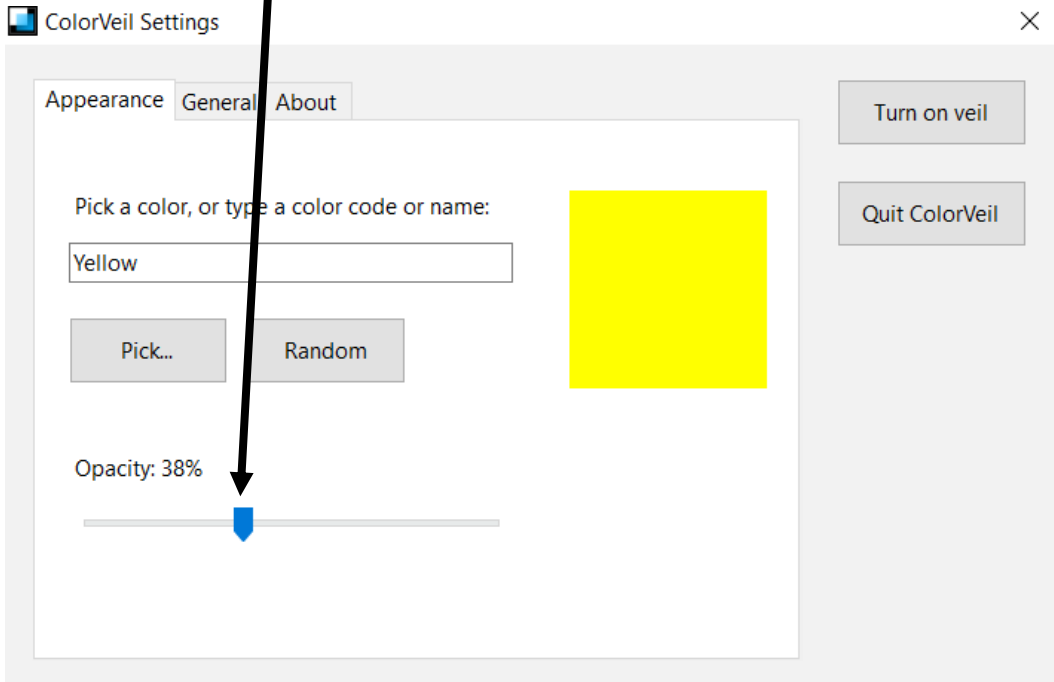 ColorVeil Settings
Appearance General About
Turn on veil
Pick a color, or type a color code or name:
Quit ColorVeil
Yellow
Pick... Random
Opacity: 38%